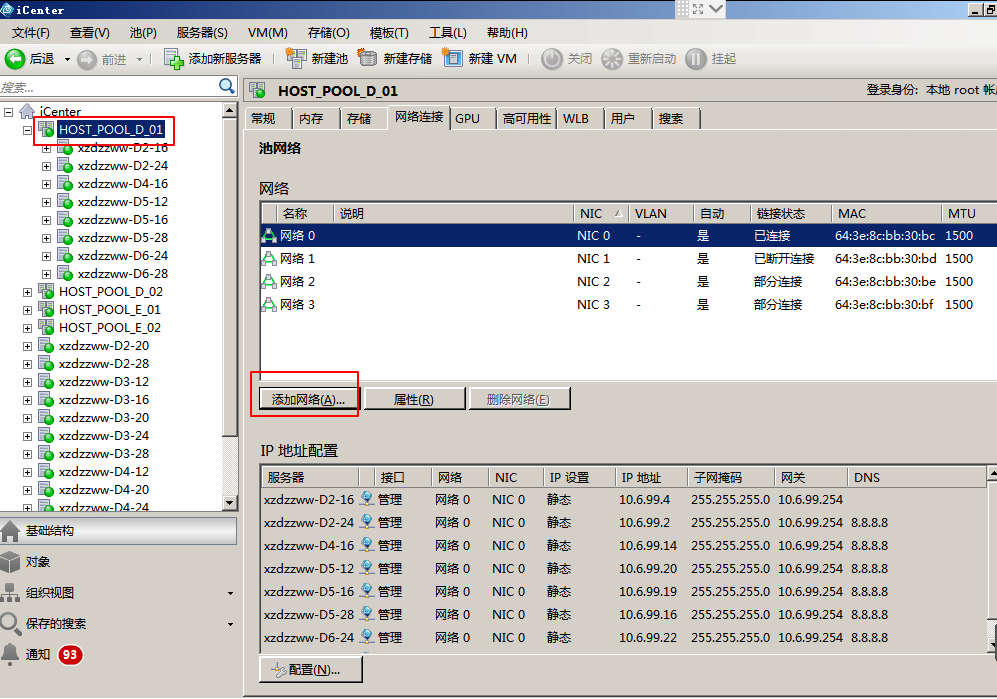 iCenter
文件(F) 查看(V) 池(P) 服务器(S) VM(M) 存储(O) 模板(T) 工具(L) 帮助(H)
后退 前进 添加新服务器 新建池 新建存储 新建 VM 关闭 重新启动 挂起
搜索...
iCenter
HOST_POOL_D_01
xzdzzww-D2-16
xzdzzww-D2-24
xzdzzww-D4-16
xzdzzww-D5-12
xzdzzww-D5-16
xzdzzww-D5-28
xzdzzww-D6-24
xzdzzww-D6-28
HOST_POOL_D_02
HOST_POOL_E_01
HOST_POOL_E_02
xzdzzww-D2-20
xzdzzww-D2-28
xzdzzww-D3-12
xzdzzww-D3-16
xzdzzww-D3-20
xzdzzww-D3-24
xzdzzww-D3-28
xzdzzww-D4-12
xzdzzww-D4-20
xzdzzww-D4-24
基础结构
对象
组织视图
保存的搜索
通知 93
HOST_POOL_D_01 登录身份: 本地 root 帐
常规 内存 存储 网络连接 GPU 高可用性 WLB 用户 搜索
池网络
网络
名称 说明 NIC VLAN 自动 链接状态 MAC MTU
网络 0 NIC 0 - 是 已连接 64:3e:8c:bb:30:bc 1500
网络 1 NIC 1 - 是 已断开连接 64:3e:8c:bb:30:bd 1500
网络 2 NIC 2 - 是 部分连接 64:3e:8c:bb:30:be 1500
网络 3 NIC 3 - 是 部分连接 64:3e:8c:bb:30:bf 1500
添加网络(A)... 属性(R) 删除网络(E)
IP 地址配置
服务器 接口 网络 NIC IP 设置 IP 地址 子网掩码 网关 DNS
xzdzzww-D2-16 管理 网络 0 NIC 0 静态 10.6.99.4 255.255.255.0 10.6.99.254
xzdzzww-D2-24 管理 网络 0 NIC 0 静态 10.6.99.2 255.255.255.0 10.6.99.254 8.8.8.8
xzdzzww-D4-16 管理 网络 0 NIC 0 静态 10.6.99.14 255.255.255.0 10.6.99.254 8.8.8.8
xzdzzww-D5-12 管理 网络 0 NIC 0 静态 10.6.99.20 255.255.255.0 10.6.99.254 8.8.8.8
xzdzzww-D5-16 管理 网络 0 NIC 0 静态 10.6.99.19 255.255.255.0 10.6.99.254 8.8.8.8
xzdzzww-D5-28 管理 网络 0 NIC 0 静态 10.6.99.16 255.255.255.0 10.6.99.254 8.8.8.8
xzdzzww-D6-24 管理 网络 0 NIC 0 静态 10.6.99.22 255.255.255.0 10.6.99.254 8.8.8.8
配置(N)...